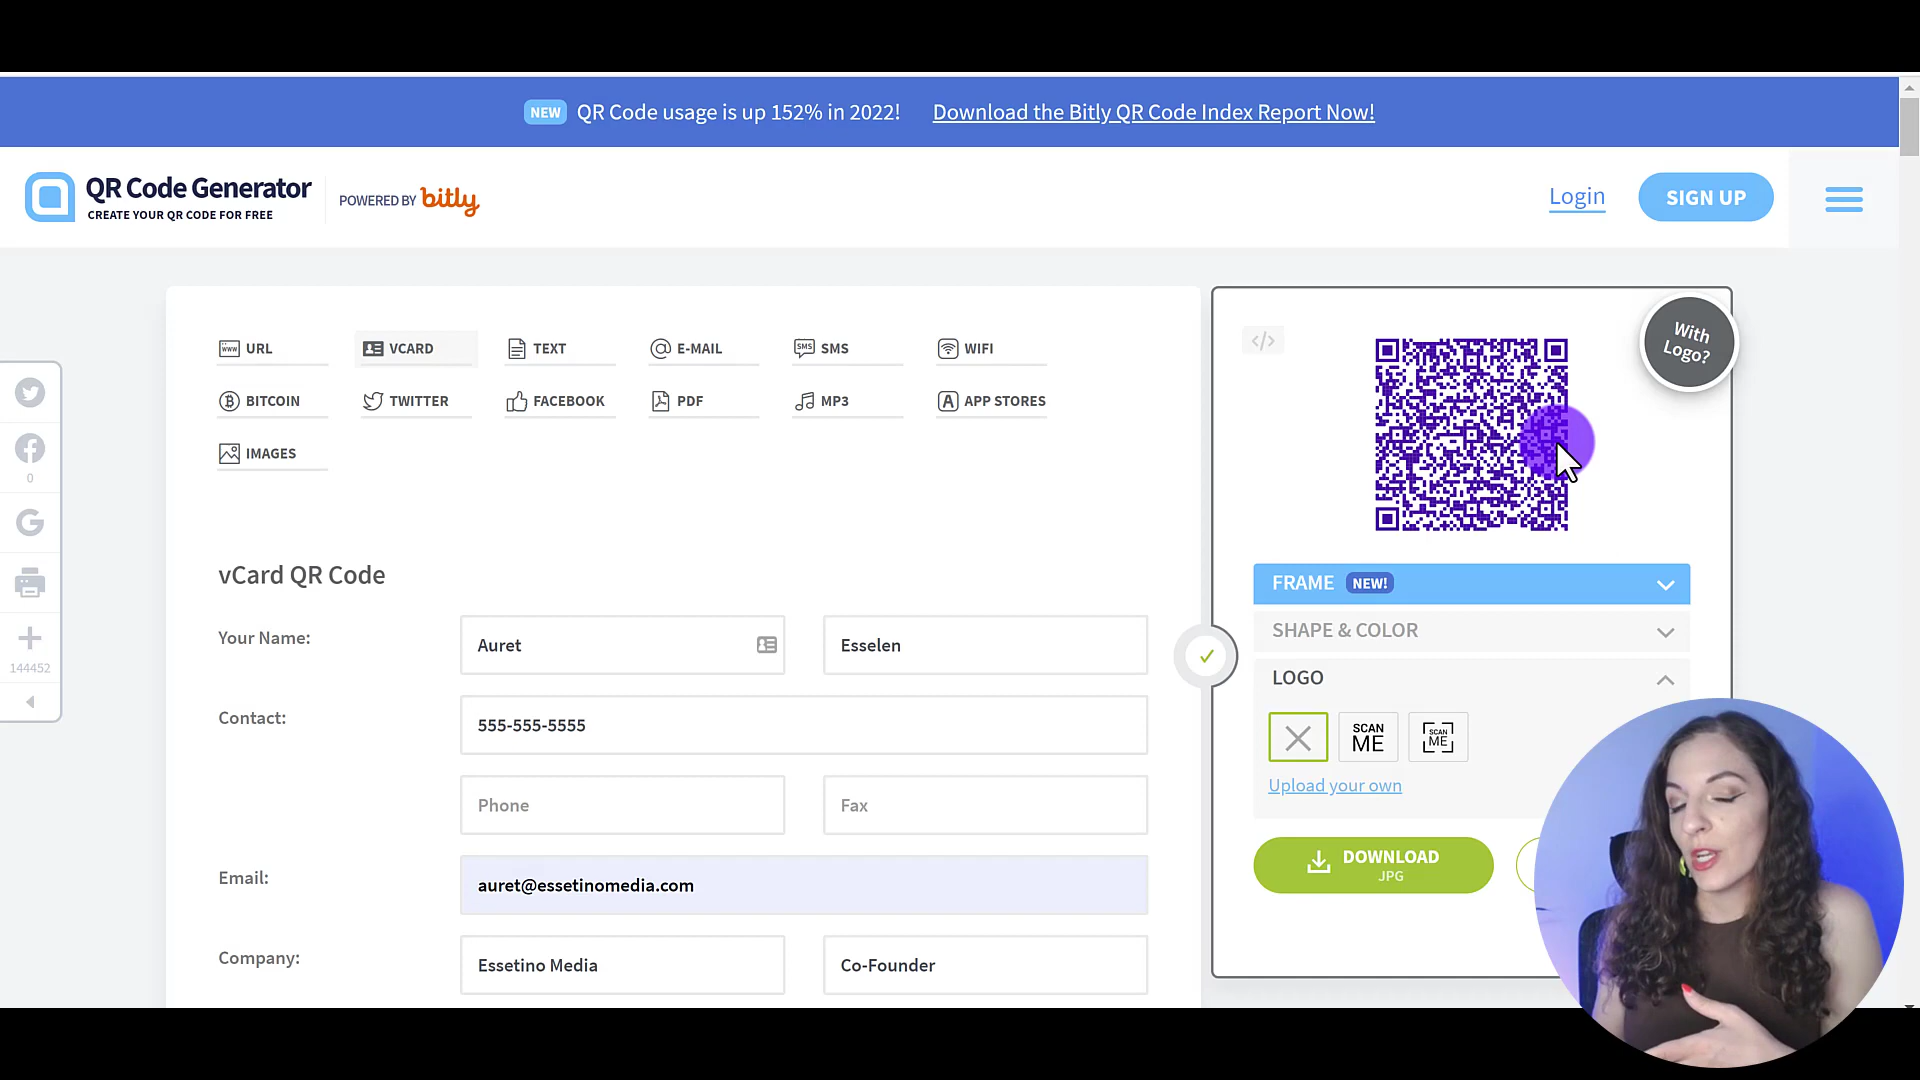 NEW QR Code usage is up 152% in 2022! Download the Bitly QR Code Index Report Now!
QR Code Generator
CREATE YOUR QR CODE FOR FREE
POWERED BY bitly
Login
SIGN UP
With Logo?
URL VCARD TEXT E-MAIL SMS WIFI
BITCOIN TWITTER FACEBOOK PDF MP3 APP STORES
IMAGES
0
144452
vCard QR Code
Your Name: Auret Esselen
Contact: 555-555-5555
Phone Fax
Email: auret@essetinomedia.com
Company: Essetino Media Co-Founder
</>
FRAME NEW!
SHAPE & COLOR
LOGO
SCAN ME SCAN ME
Upload your own
DOWNLOAD
JPG